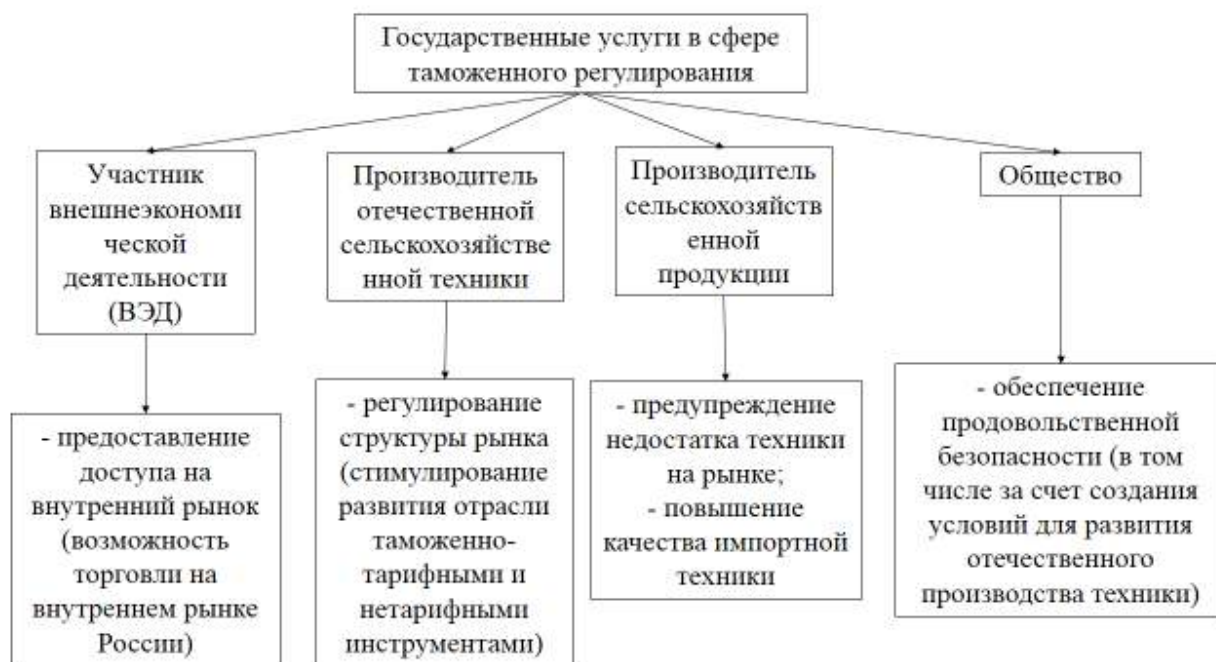 Государственные услуги в сфере
таможенного регулирования
Участник
внешнеэкономи
ческой
деятельности
(ВЭД)
Производитель
отечественной
сельскохозяйстве
нной техники
Производитель
сельскохозяйств
енной
продукции
Общество
- предоставление
доступа на
внутренний рынок
(возможность
торговли на
внутреннем рынке
России)
- регулирование
структуры рынка
(стимулирование
развития отрасли
таможенно-
тарифными и
нетарифными
инструментами)
- предупреждение
недостатка техники
на рынке;
- повышение
качества импортной
техники
- обеспечение
продовольственной
безопасности (в том
числе за счет создания
условий для развития
отечественного
производства техники)